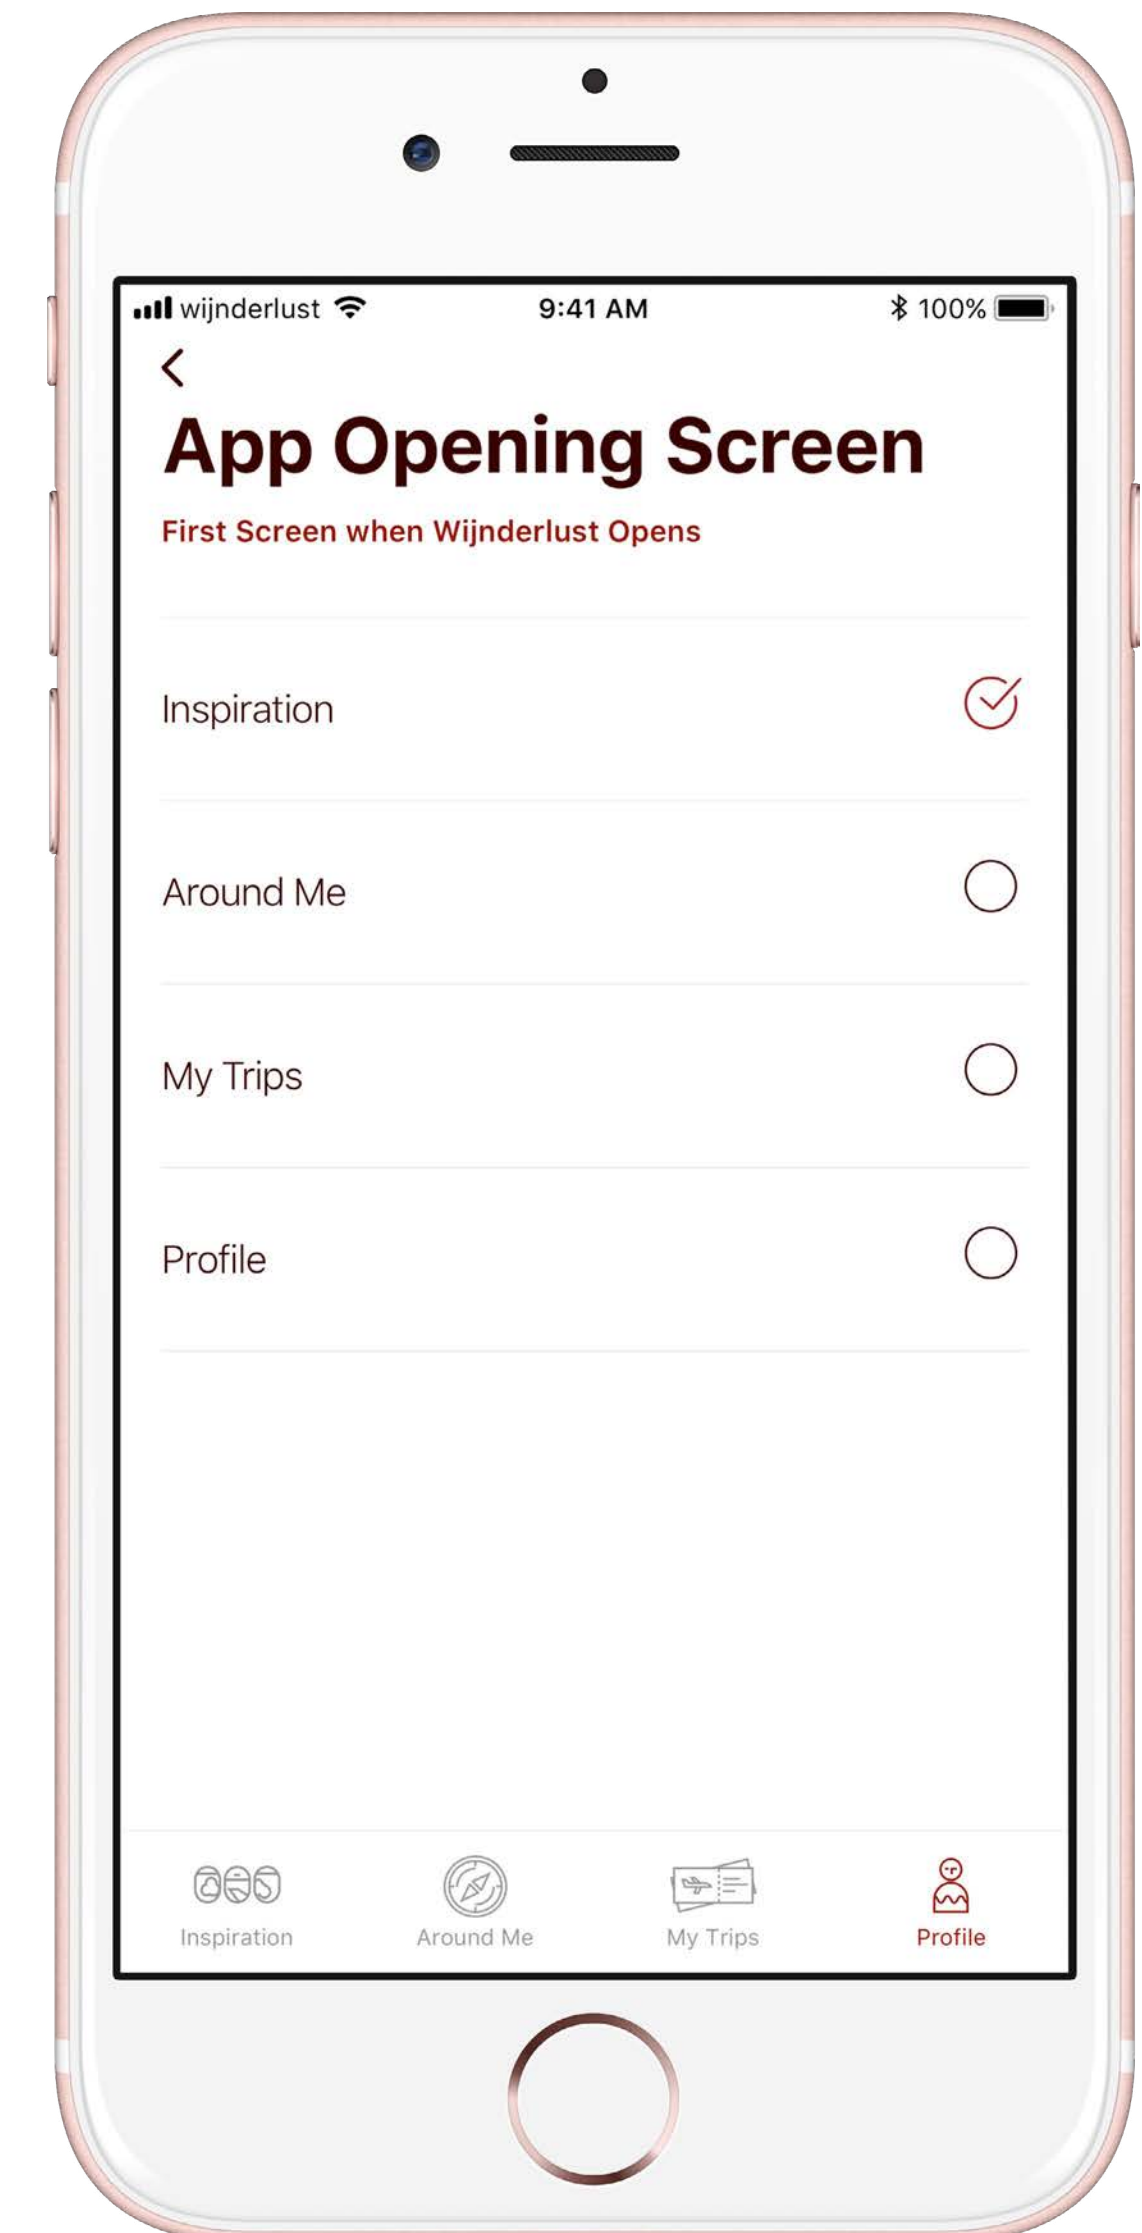 wijnderlust 9:41 AM 100%
App Opening Screen
First Screen when Wijnderlust Opens
Inspiration
Around Me
My Trips
Profile
Inspiration Around Me My Trips Profile